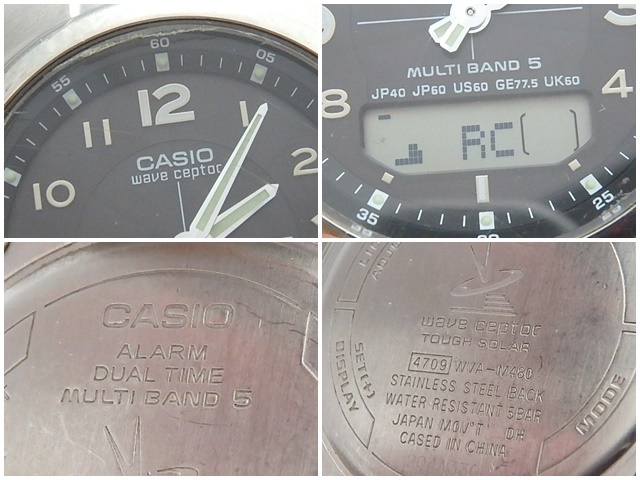 55
60
05
10
11
12
1
2
CASIO
wave ceptor
MULTI BAND 5
JP40 JP60 US60 GE77.5 UK60
8
4
RC
35
25
CASIO
ALARM
DUAL TIME
MULTI BAND 5
wave ceptor
TOUGH SOLAR
4709 WVA-M480
STAINLESS STEEL BACK
WATER RESISTANT 5BAR
JAPAN MOV'T DH
CASED IN CHINA
SET(+)
DISPLAY
MODE